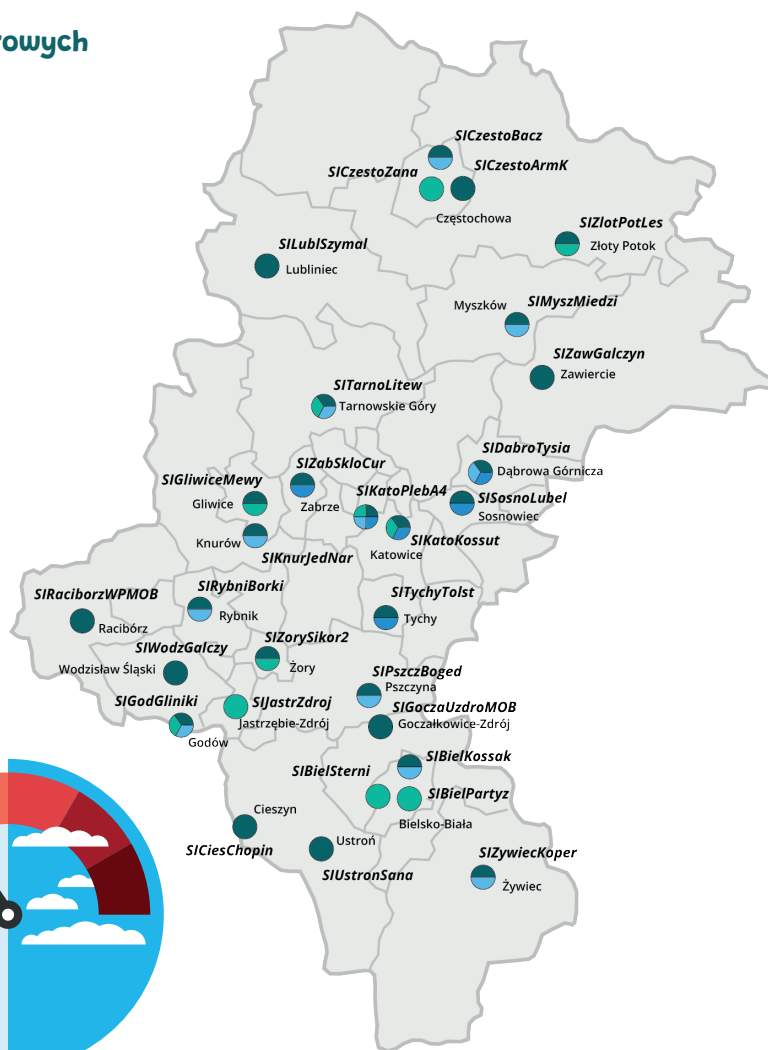 rowych
SICzestoBacz
SICzestoZana
SICzestoArmK
Częstochowa
SIZlotPotLes
Złoty Potok
SILublSzymal
Lubliniec
Myszków
SIMyszMiedzi
SIZawGalczyn
Zawiercie
SITarnoLitew
Tarnowskie Góry
SIDabroTysia
Dąbrowa Górnicza
SIZabSkloCur
Zabrze
SIGliwiceMewy
Gliwice
SIKatoPlebA4
SISosnoLubel
Sosnowiec
SIKatoKossut
Katowice
Knurów
SIKnurJedNar
SIRaciborzWPMOB
Racibórz
SIRybniBorki
Rybnik
SITychyTolst
Tychy
SIWodzGalczy
Wodzisław Śląski
SIZorySikor2
Żory
SIPszczBoged
Pszczyna
SIGodGliniki
Godów
SIJastrZdroj
Jastrzębie-Zdrój
SIGoczaUzdroMOB
Goczałkowice-Zdrój
SIBielKossak
SIBielSterni
SIBielPartyz
Bielsko-Biała
Cieszyn
SICiesChopin
Ustroń
SIUstronSana
SIZywiecKoper
Żywiec